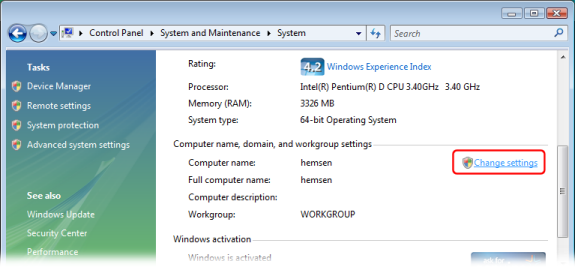 Control Panel ▸ System and Maintenance ▸ System
Search
Tasks
Device Manager
Remote settings
System protection
Advanced system settings
See also
Windows Update
Security Center
Performance
Rating: 4,2 Windows Experience Index
Processor: Intel(R) Pentium(R) D CPU 3.40GHz 3.40 GHz
Memory (RAM): 3326 MB
System type: 64-bit Operating System
Computer name, domain, and workgroup settings
Computer name: hemsen Change settings
Full computer name: hemsen
Computer description:
Workgroup: WORKGROUP
Windows activation
Windows is activated